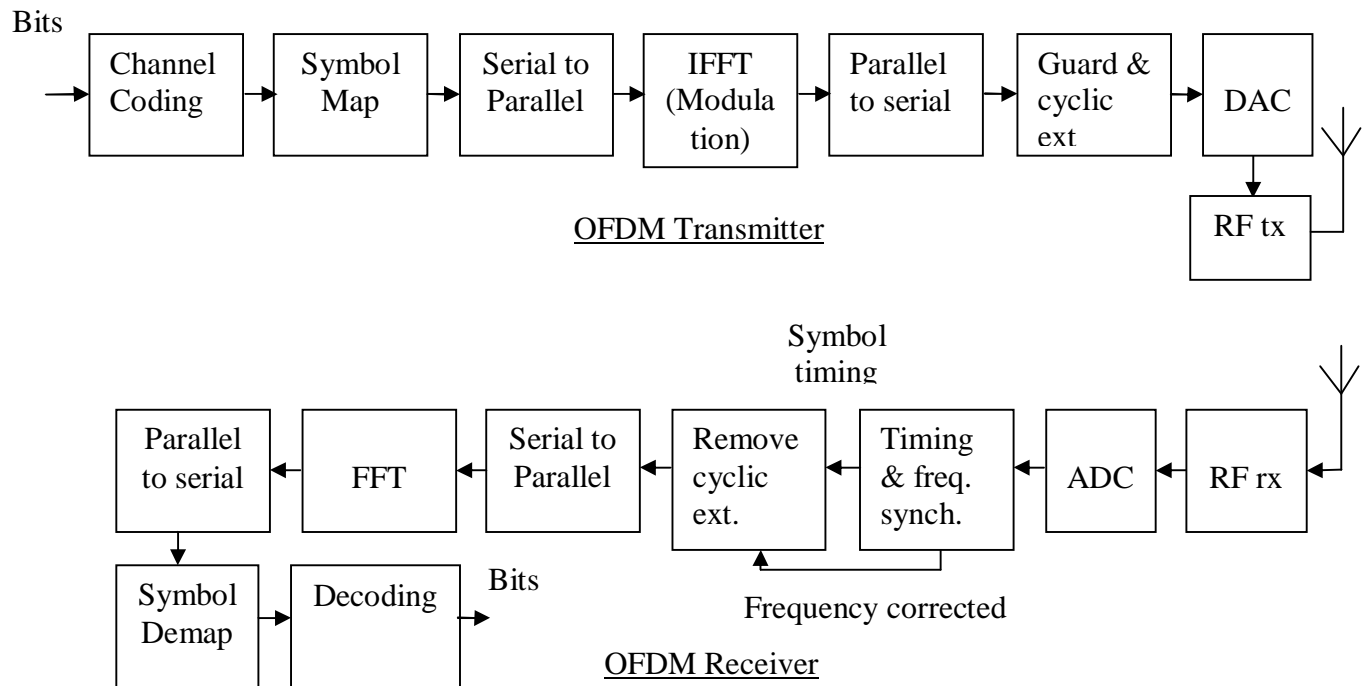 Bits
Channel
Coding
Symbol
Map
Serial to
Parallel
IFFT
(Modula
tion)
Parallel
to serial
Guard &
cyclic
ext
DAC
RF tx
OFDM Transmitter
Symbol
timing
Parallel
to serial
FFT
Serial to
Parallel
Remove
cyclic
ext.
Timing
& freq.
synch.
ADC
RF rx
Symbol
Demap
Decoding
Bits
Frequency corrected
OFDM Receiver